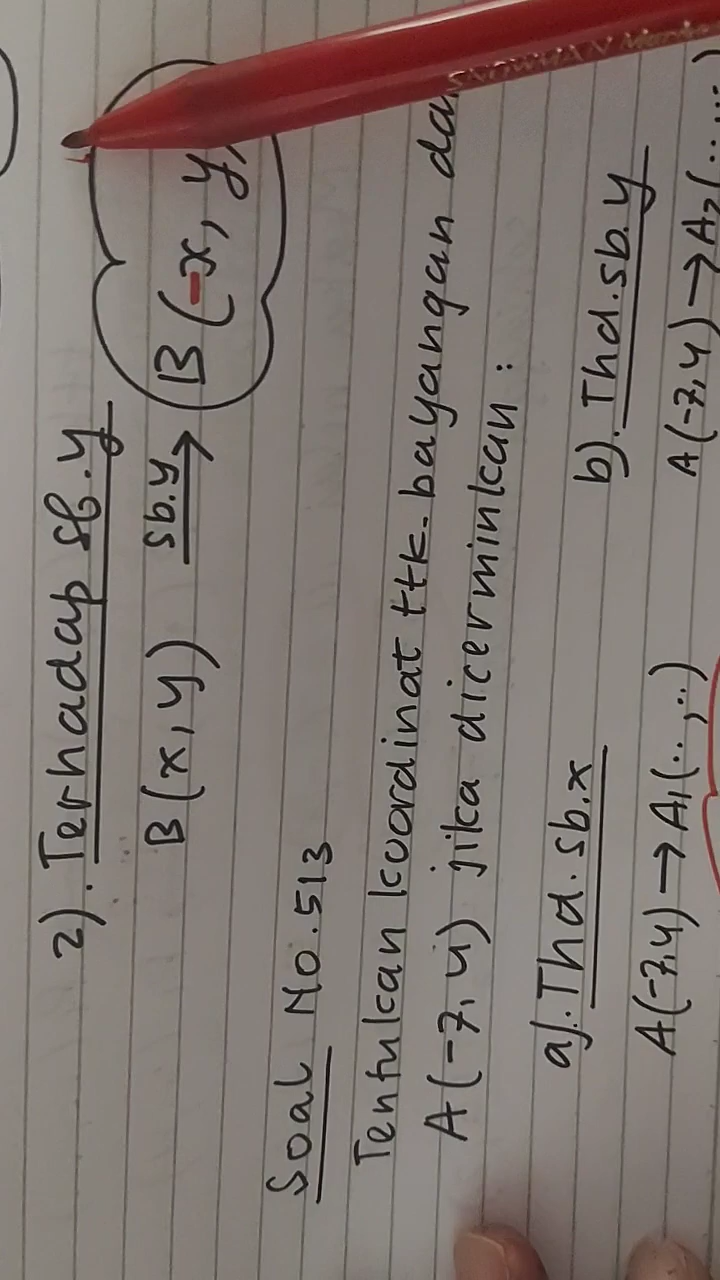 2). Terhadap sb.y
B(x,y) sb.y → B(-x, y)
Soal No.513
Tentukan koordinat ttk. bayangan da
A(-7,4) jika dicerminkan :
a). Thd. sb.x b). Thd. sb.y
A(-7,4) → A1(..,..) A(-7,4) → A2(......)
SNOWMAN